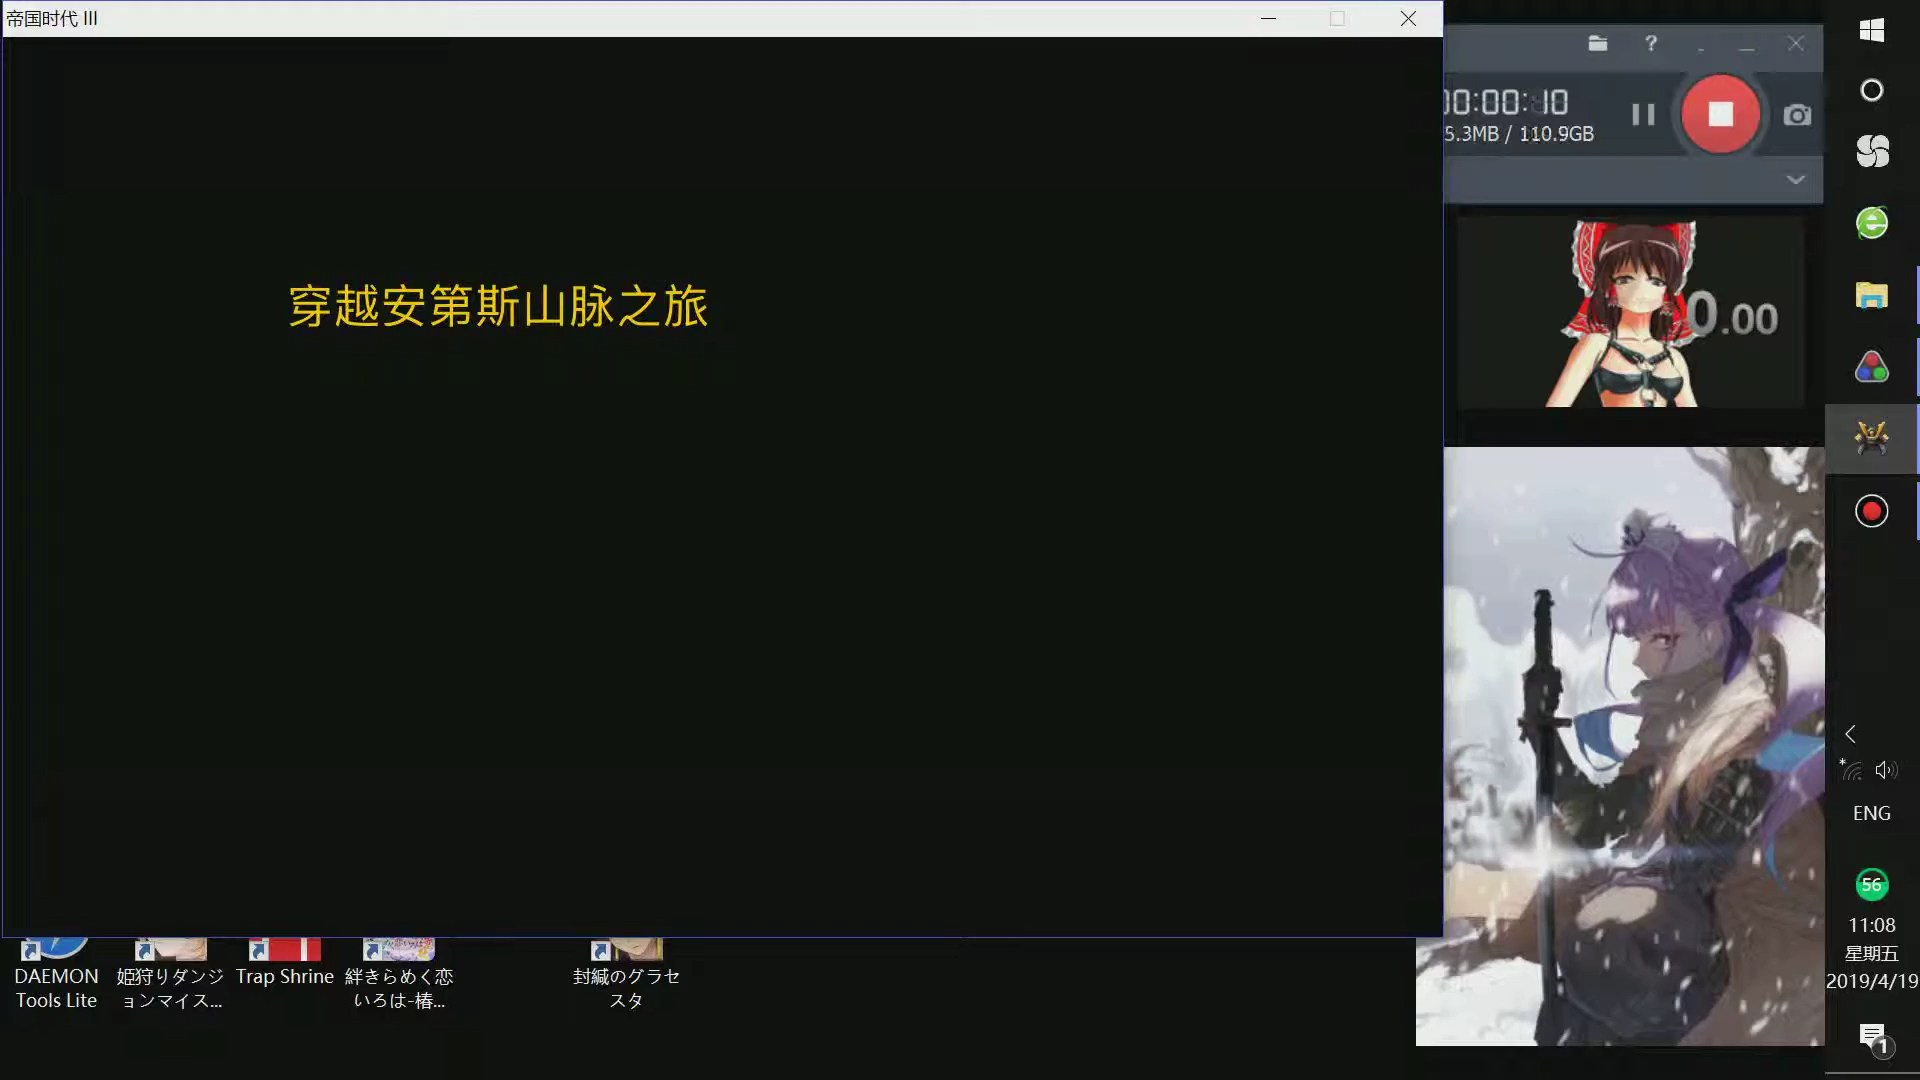 帝国时代 III
00:00:10
5.3MB / 110.9GB
0.00
穿越安第斯山脉之旅
ENG
56
11:08
星期五
2019/4/19
1
DAEMON
Tools Lite
姫狩りダンジ
ョンマイス...
Trap Shrine
絆きらめく恋
いろは-椿...
封緘のグラセ
スタ